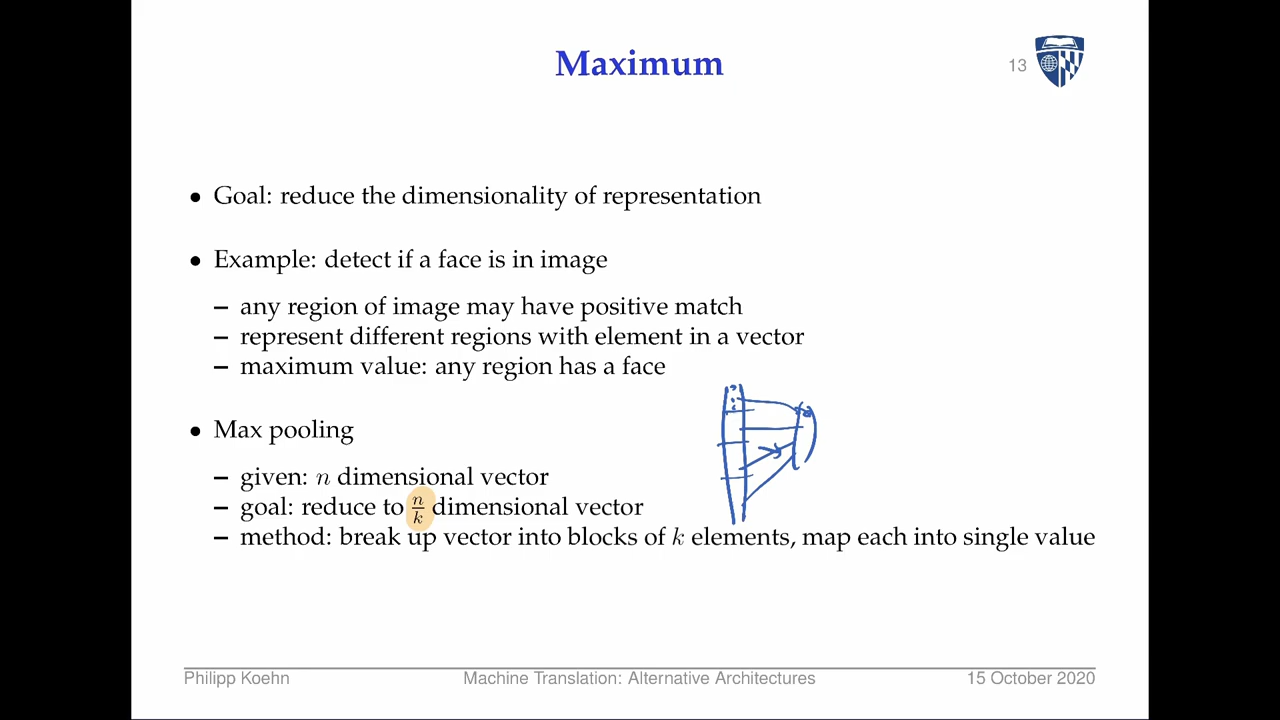 Maximum
13
• Goal: reduce the dimensionality of representation
• Example: detect if a face is in image
– any region of image may have positive match
– represent different regions with element in a vector
– maximum value: any region has a face
• Max pooling
– given: n dimensional vector
– goal: reduce to n/k dimensional vector
– method: break up vector into blocks of k elements, map each into single value
Philipp Koehn Machine Translation: Alternative Architectures 15 October 2020